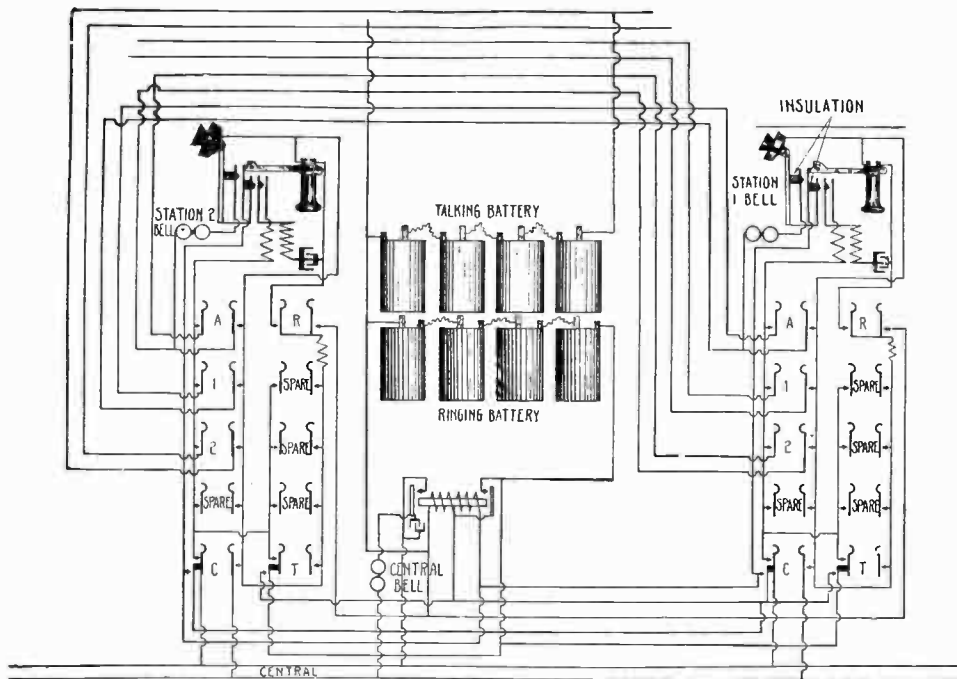 INSULATION
STATION 2
BELL
TALKING BATTERY
STATION
1 BELL
A
R
A
R
1
SPARE
1
SPARE
RINGING BATTERY
2
SPARE
2
SPARE
SPARE
SPARE
SPARE
SPARE
C
T
CENTRAL
BELL
C
T
CENTRAL